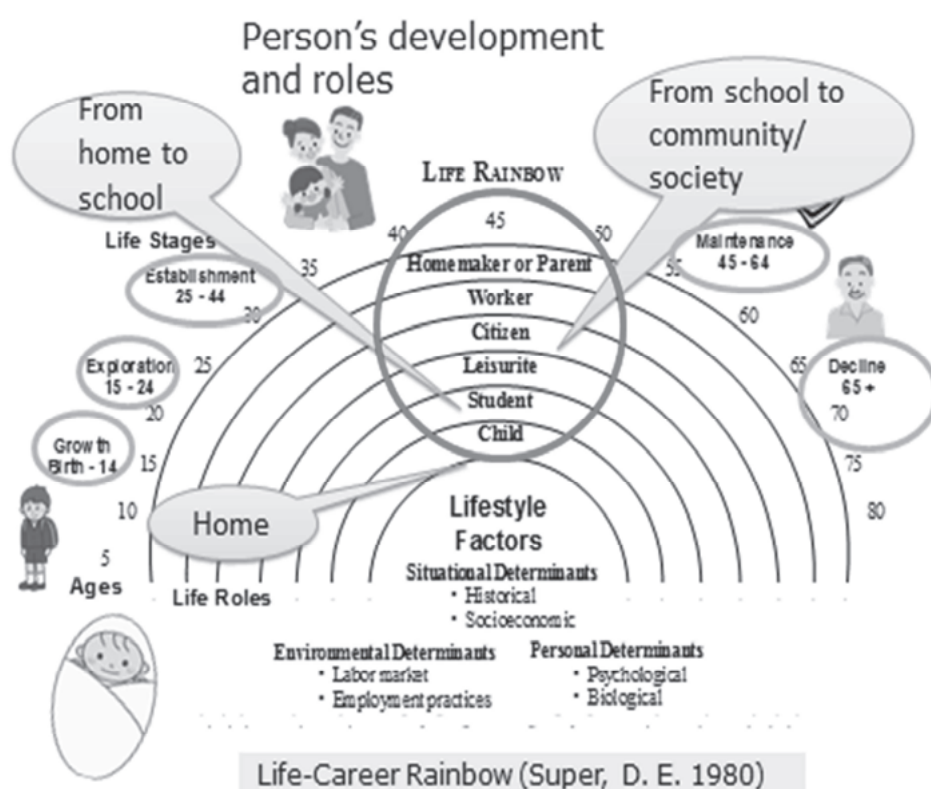 Person's development
and roles
From
home to
school
From school to
community/
society
LIFE RAINBOW
Life Stages
Establishment
25 - 44
Exploration
15 - 24
Growth
Birth - 14
Maintenance
45 - 64
Decline
65 +
5
10
15
20
25
30
35
40
45
50
55
60
65
70
75
80
Ages
Homemaker or Parent
Worker
Citizen
Leisurite
Student
Child
Home
Life Roles
Lifestyle
Factors
Situational Determinants
• Historical
• Socioeconomic
Environmental Determinants
• Labor market
• Employment practices
Personal Determinants
• Psychological
• Biological
Life-Career Rainbow (Super, D. E. 1980)